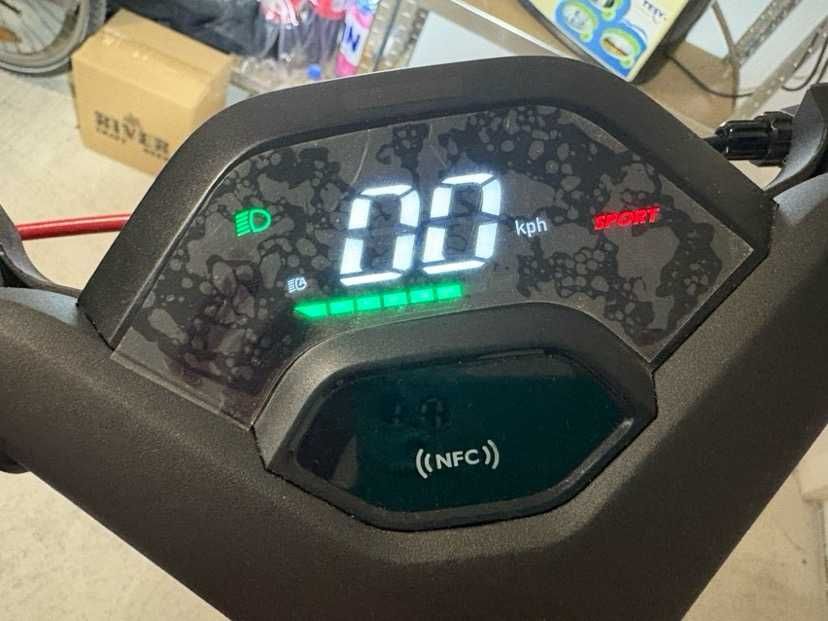 RIVER
00
kph
SPORT
((NFC))